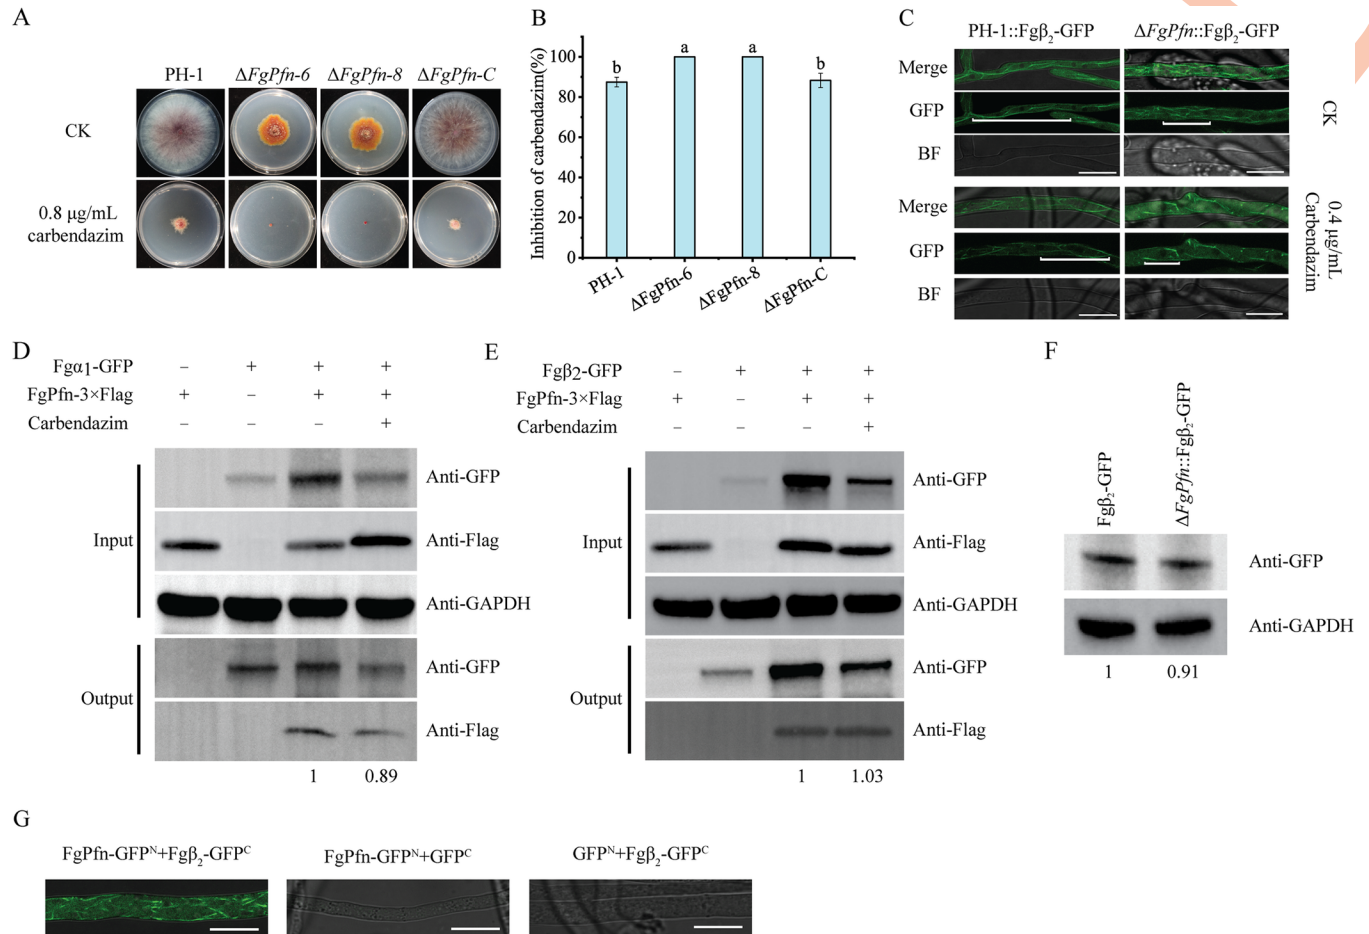 A
PH-1 ΔFgPfn-6 ΔFgPfn-8 ΔFgPfn-C
CK
0.8 μg/mL
carbendazim
B
Inhibition of carbendazim(%)
100
80
60
40
20
0
b a a b
PH-1 ΔFgPfn-6 ΔFgPfn-8 ΔFgPfn-C
C
PH-1::Fgβ₂-GFP ΔFgPfn::Fgβ₂-GFP
Merge
GFP
BF
CK
Merge
GFP
BF
0.4 μg/mL
Carbendazim
D
Fgα1-GFP – + + +
FgPfn-3×Flag + – + +
Carbendazim – – – +
Input
Anti-GFP
Anti-Flag
Anti-GAPDH
Output
Anti-GFP
Anti-Flag
1 0.89
E
Fgβ₂-GFP – + + +
FgPfn-3×Flag + – + +
Carbendazim – – – +
Input
Anti-GFP
Anti-Flag
Anti-GAPDH
Output
Anti-GFP
Anti-Flag
1 1.03
F
Fgβ₂-GFP
ΔFgPfn::Fgβ₂-GFP
Anti-GFP
Anti-GAPDH
1 0.91
G
FgPfn-GFPᴺ+Fgβ₂-GFPᶜ FgPfn-GFPᴺ+GFPᶜ GFPᴺ+Fgβ₂-GFPᶜ